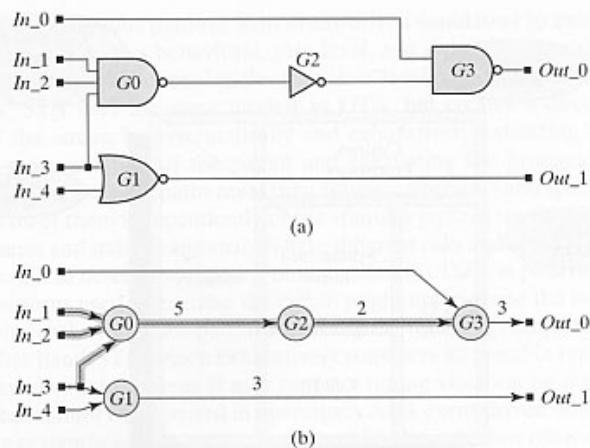 In_0
In_1
G0
G2
G3
In_2
Out_0
In_3
G1
Out_1
In_4
(a)
In_0
In_1
5
2
3
G0
G2
G3
Out_0
In_2
In_3
3
G1
Out_1
In_4
(b)